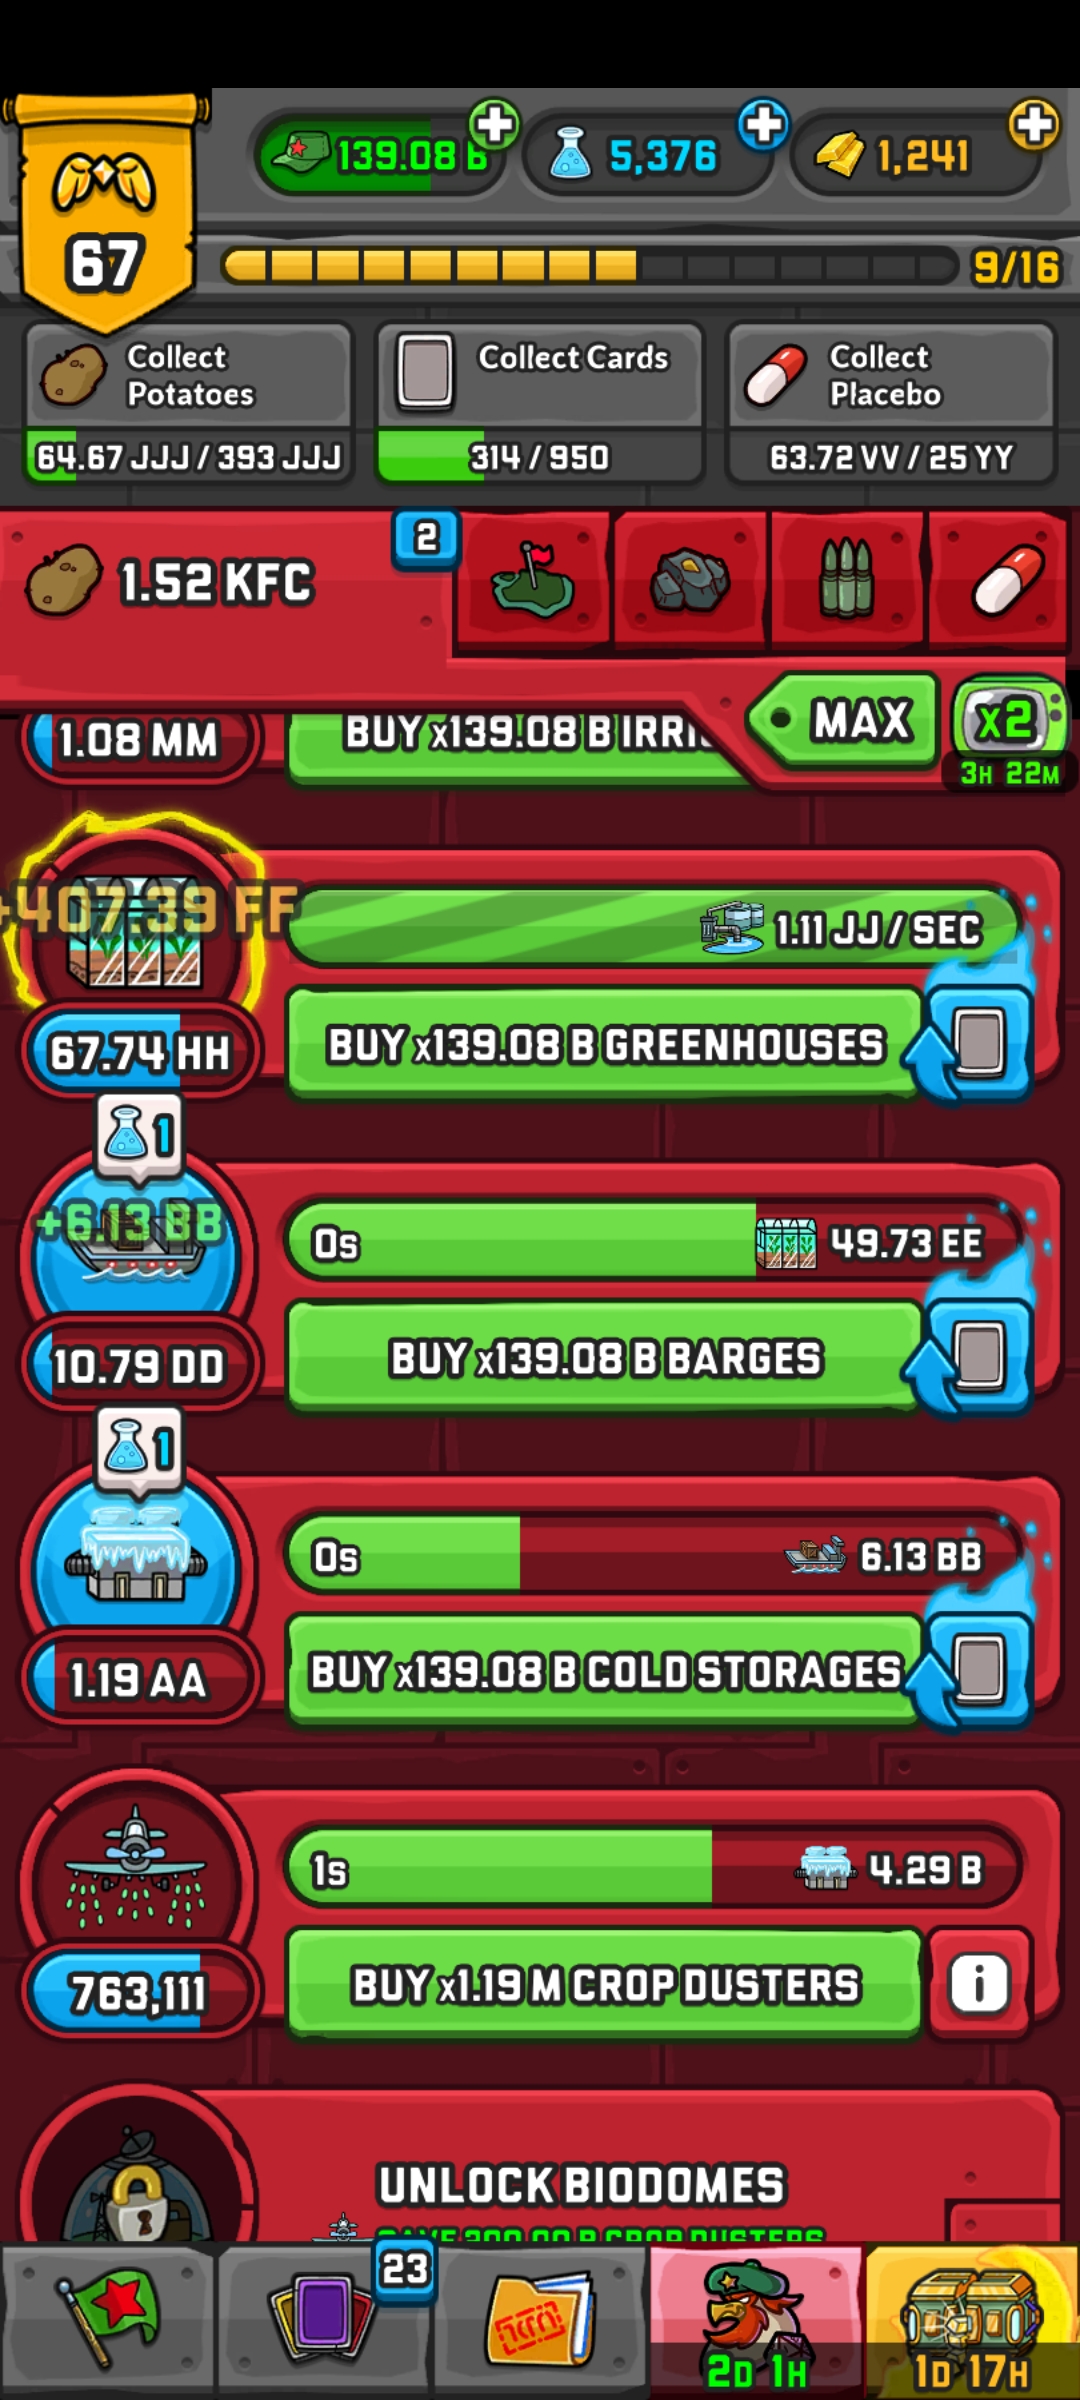 139.08 B
5,376
1,241
67
9/16
Collect Potatoes
64.67 JJJ / 393 JJJ
Collect Cards
314 / 950
Collect Placebo
63.72 VV / 25 YY
1.52 KFC
2
MAX
x2
3H 22M
1.08 MM
BUY x139.08 B
+407.39 FF
1.11 JJ / SEC
67.74 HH
BUY x139.08 B GREENHOUSES
1
+6.13 BB
0s
49.73 EE
10.79 DD
BUY x139.08 B BARGES
1
0s
6.13 BB
1.19 AA
BUY x139.08 B COLD STORAGES
1s
4.29 B
763,111
BUY x1.19 M CROP DUSTERS
i
UNLOCK BIODOMES
CROP DUSTERS
23
2D 1H
1D 17H